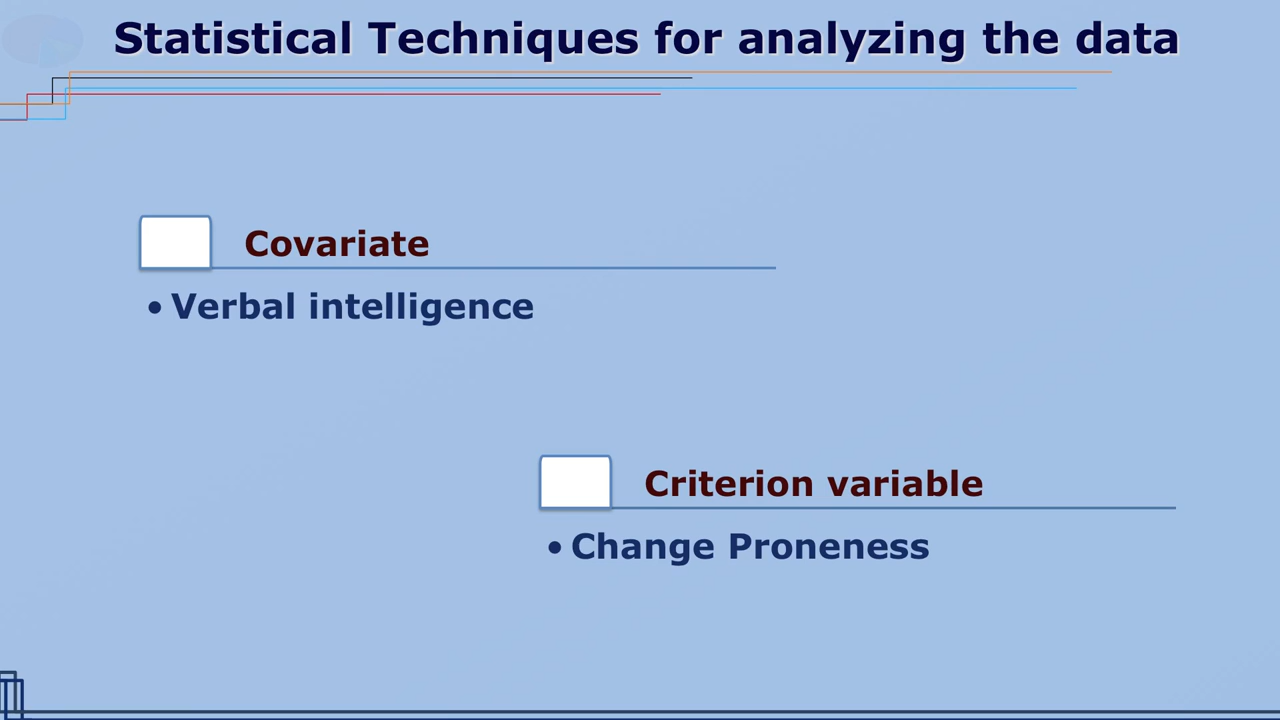 Statistical Techniques for analyzing the data
Covariate
• Verbal intelligence
Criterion variable
• Change Proneness